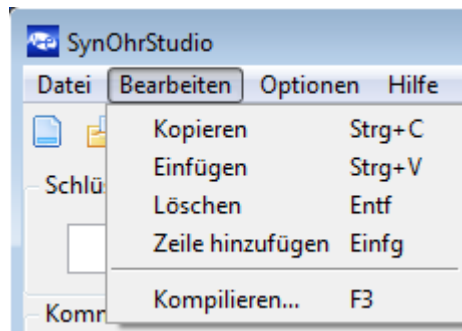 SynOhrStudio
Datei Bearbeiten Optionen Hilfe
Kopieren Strg+C
Einfügen Strg+V
Löschen Entf
Zeile hinzufügen Einfg
Kompilieren... F3